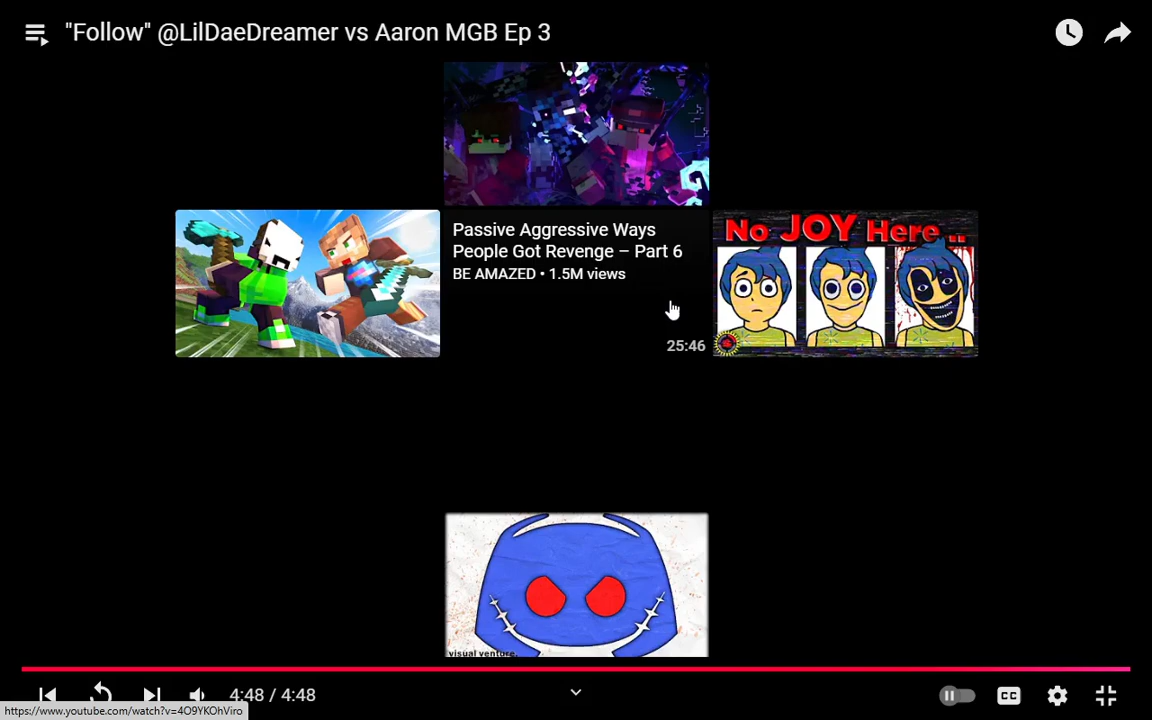 "Follow" @LilDaeDreamer vs Aaron MGB Ep 3
Passive Aggressive Ways
People Got Revenge – Part 6
BE AMAZED • 1.5M views
25:46
No JOY Here ..
visual venture.
4:48 / 4:48
CC
https://www.youtube.com/watch?v=4O9YKOhViro